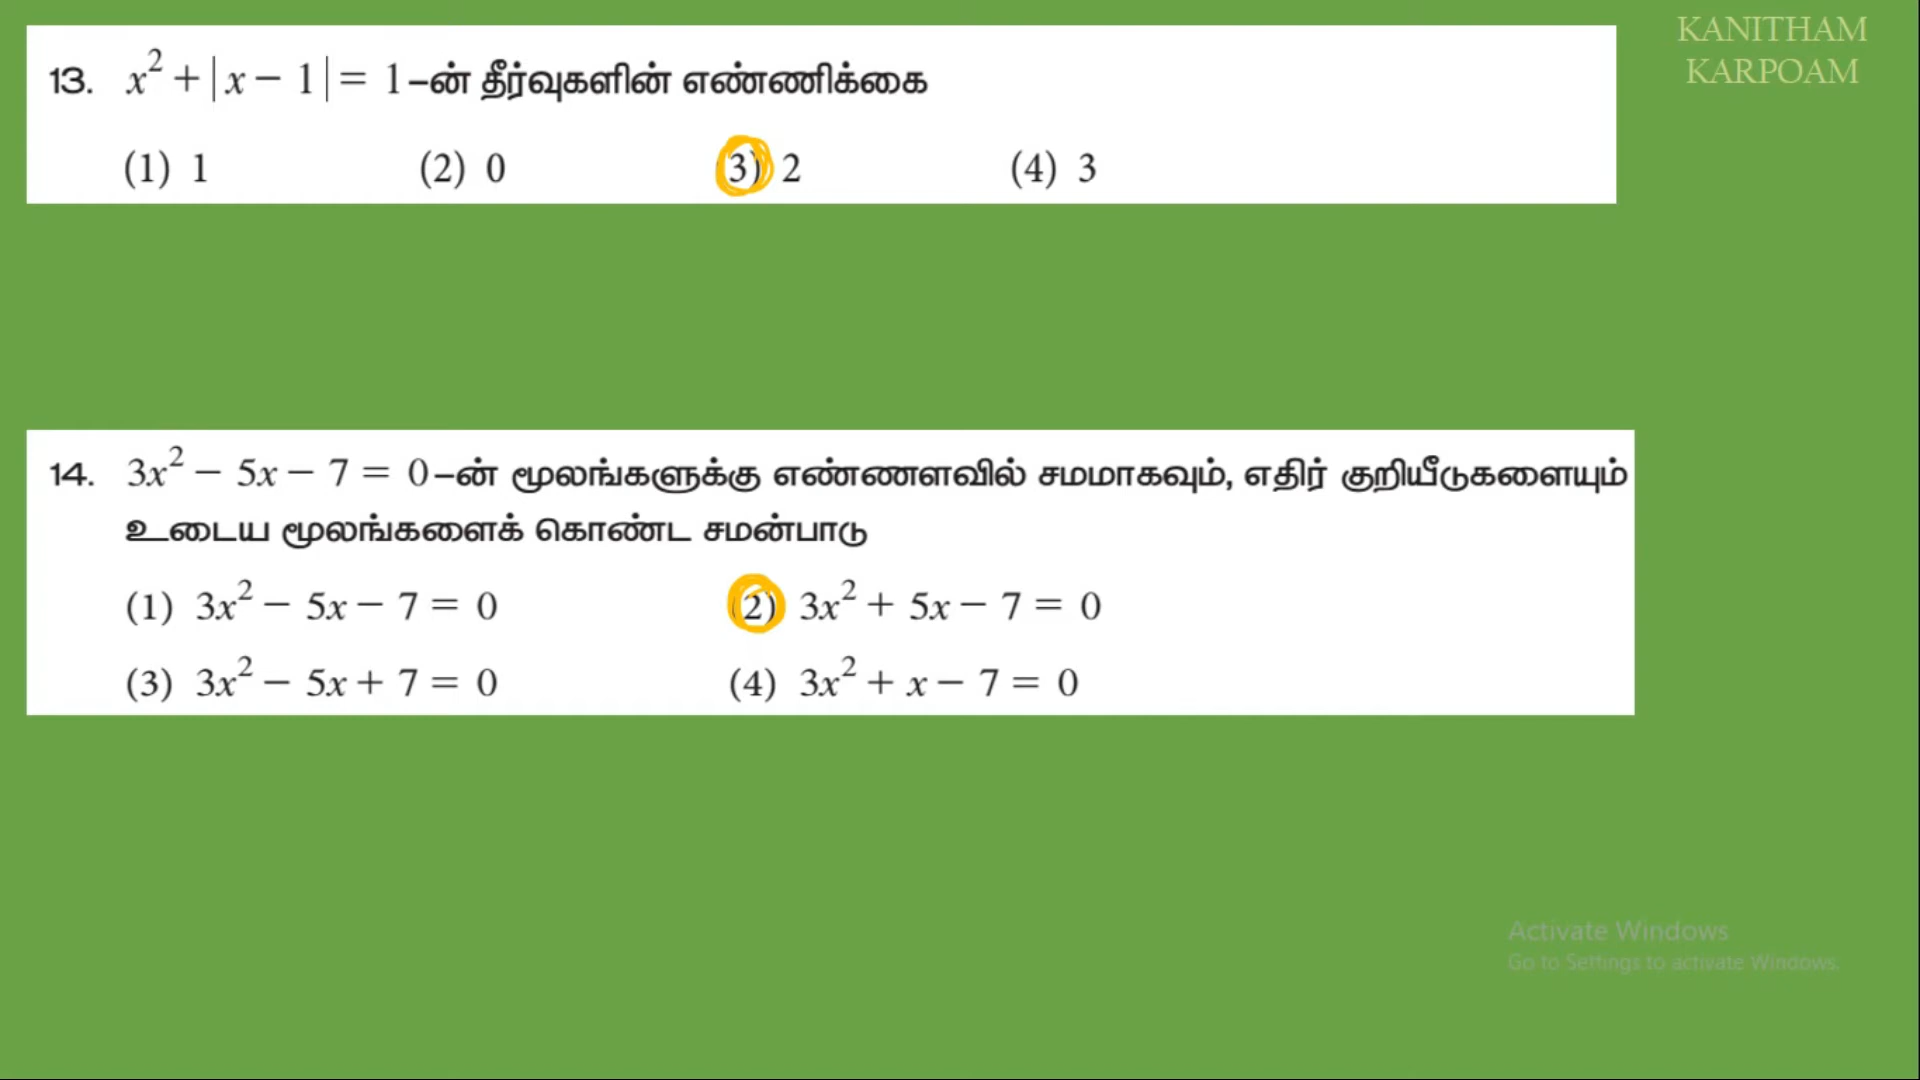 KANITHAM
KARPOAM
13. x² + |x − 1| = 1-ன் தீர்வுகளின் எண்ணிக்கை
(1) 1 (2) 0 (3) 2 (4) 3
14. 3x² − 5x − 7 = 0-ன் மூலங்களுக்கு எண்ணளவில் சமமாகவும், எதிர் குறியீடுகளையும்
உடைய மூலங்களைக் கொண்ட சமன்பாடு
(1) 3x² − 5x − 7 = 0 (2) 3x² + 5x − 7 = 0
(3) 3x² − 5x + 7 = 0 (4) 3x² + x − 7 = 0
Activate Windows
Go to Settings to activate Windows.